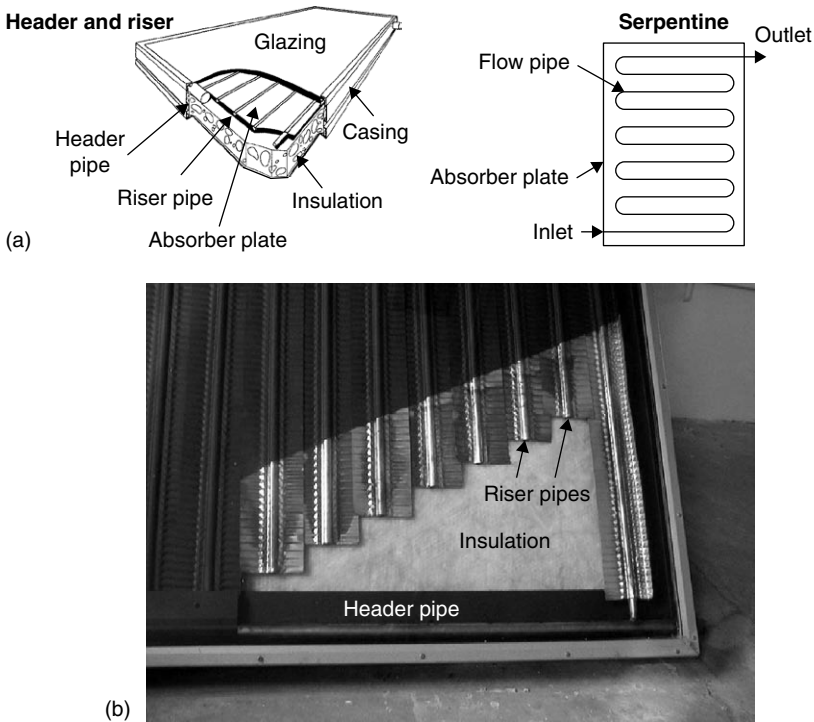 Header and riser
Glazing
Header
pipe
Riser pipe
Absorber plate
Insulation
Casing
Serpentine
Outlet
Flow pipe
Absorber plate
Inlet
(a)
Riser pipes
Insulation
Header pipe
(b)